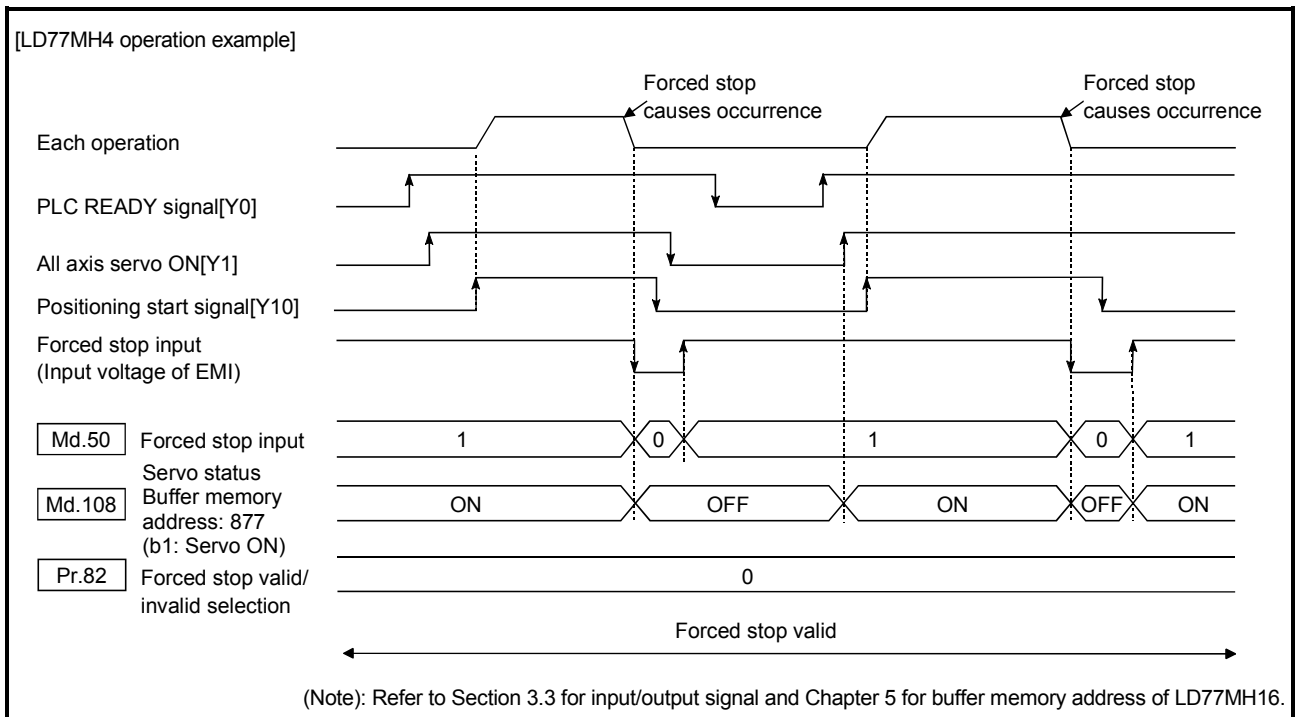 [LD77MH4 operation example]
Forced stop
causes occurrence
Forced stop
causes occurrence
Each operation
PLC READY signal[Y0]
All axis servo ON[Y1]
Positioning start signal[Y10]
Forced stop input
(Input voltage of EMI)
Md.50 Forced stop input 1 0 1 0 1
Servo status
Md.108 Buffer memory ON OFF ON OFF ON
address: 877
(b1: Servo ON)
Pr.82 Forced stop valid/ 0
invalid selection
Forced stop valid
(Note): Refer to Section 3.3 for input/output signal and Chapter 5 for buffer memory address of LD77MH16.